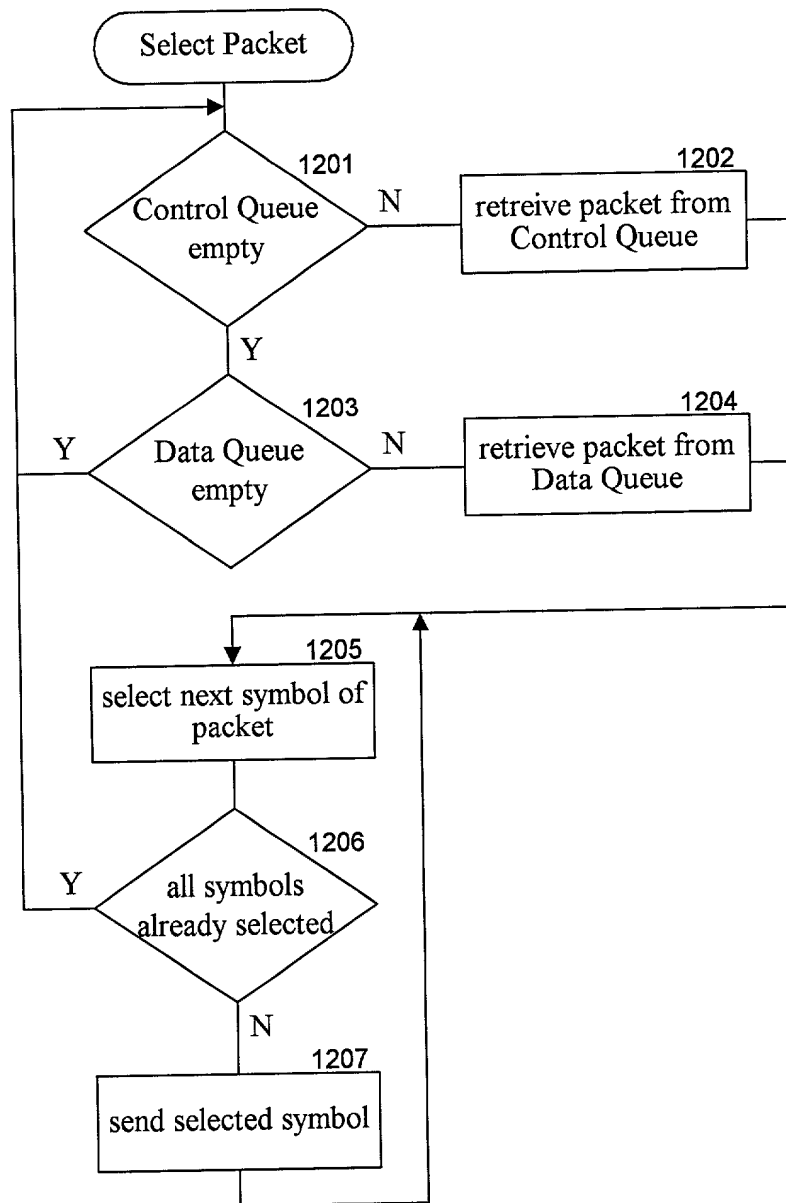 Select Packet
1201
Control Queue
empty
N
1202
retreive packet from
Control Queue
Y
1203
Data Queue
empty
Y
N
1204
retrieve packet from
Data Queue
1205
select next symbol of
packet
1206
all symbols
already selected
Y
N
1207
send selected symbol